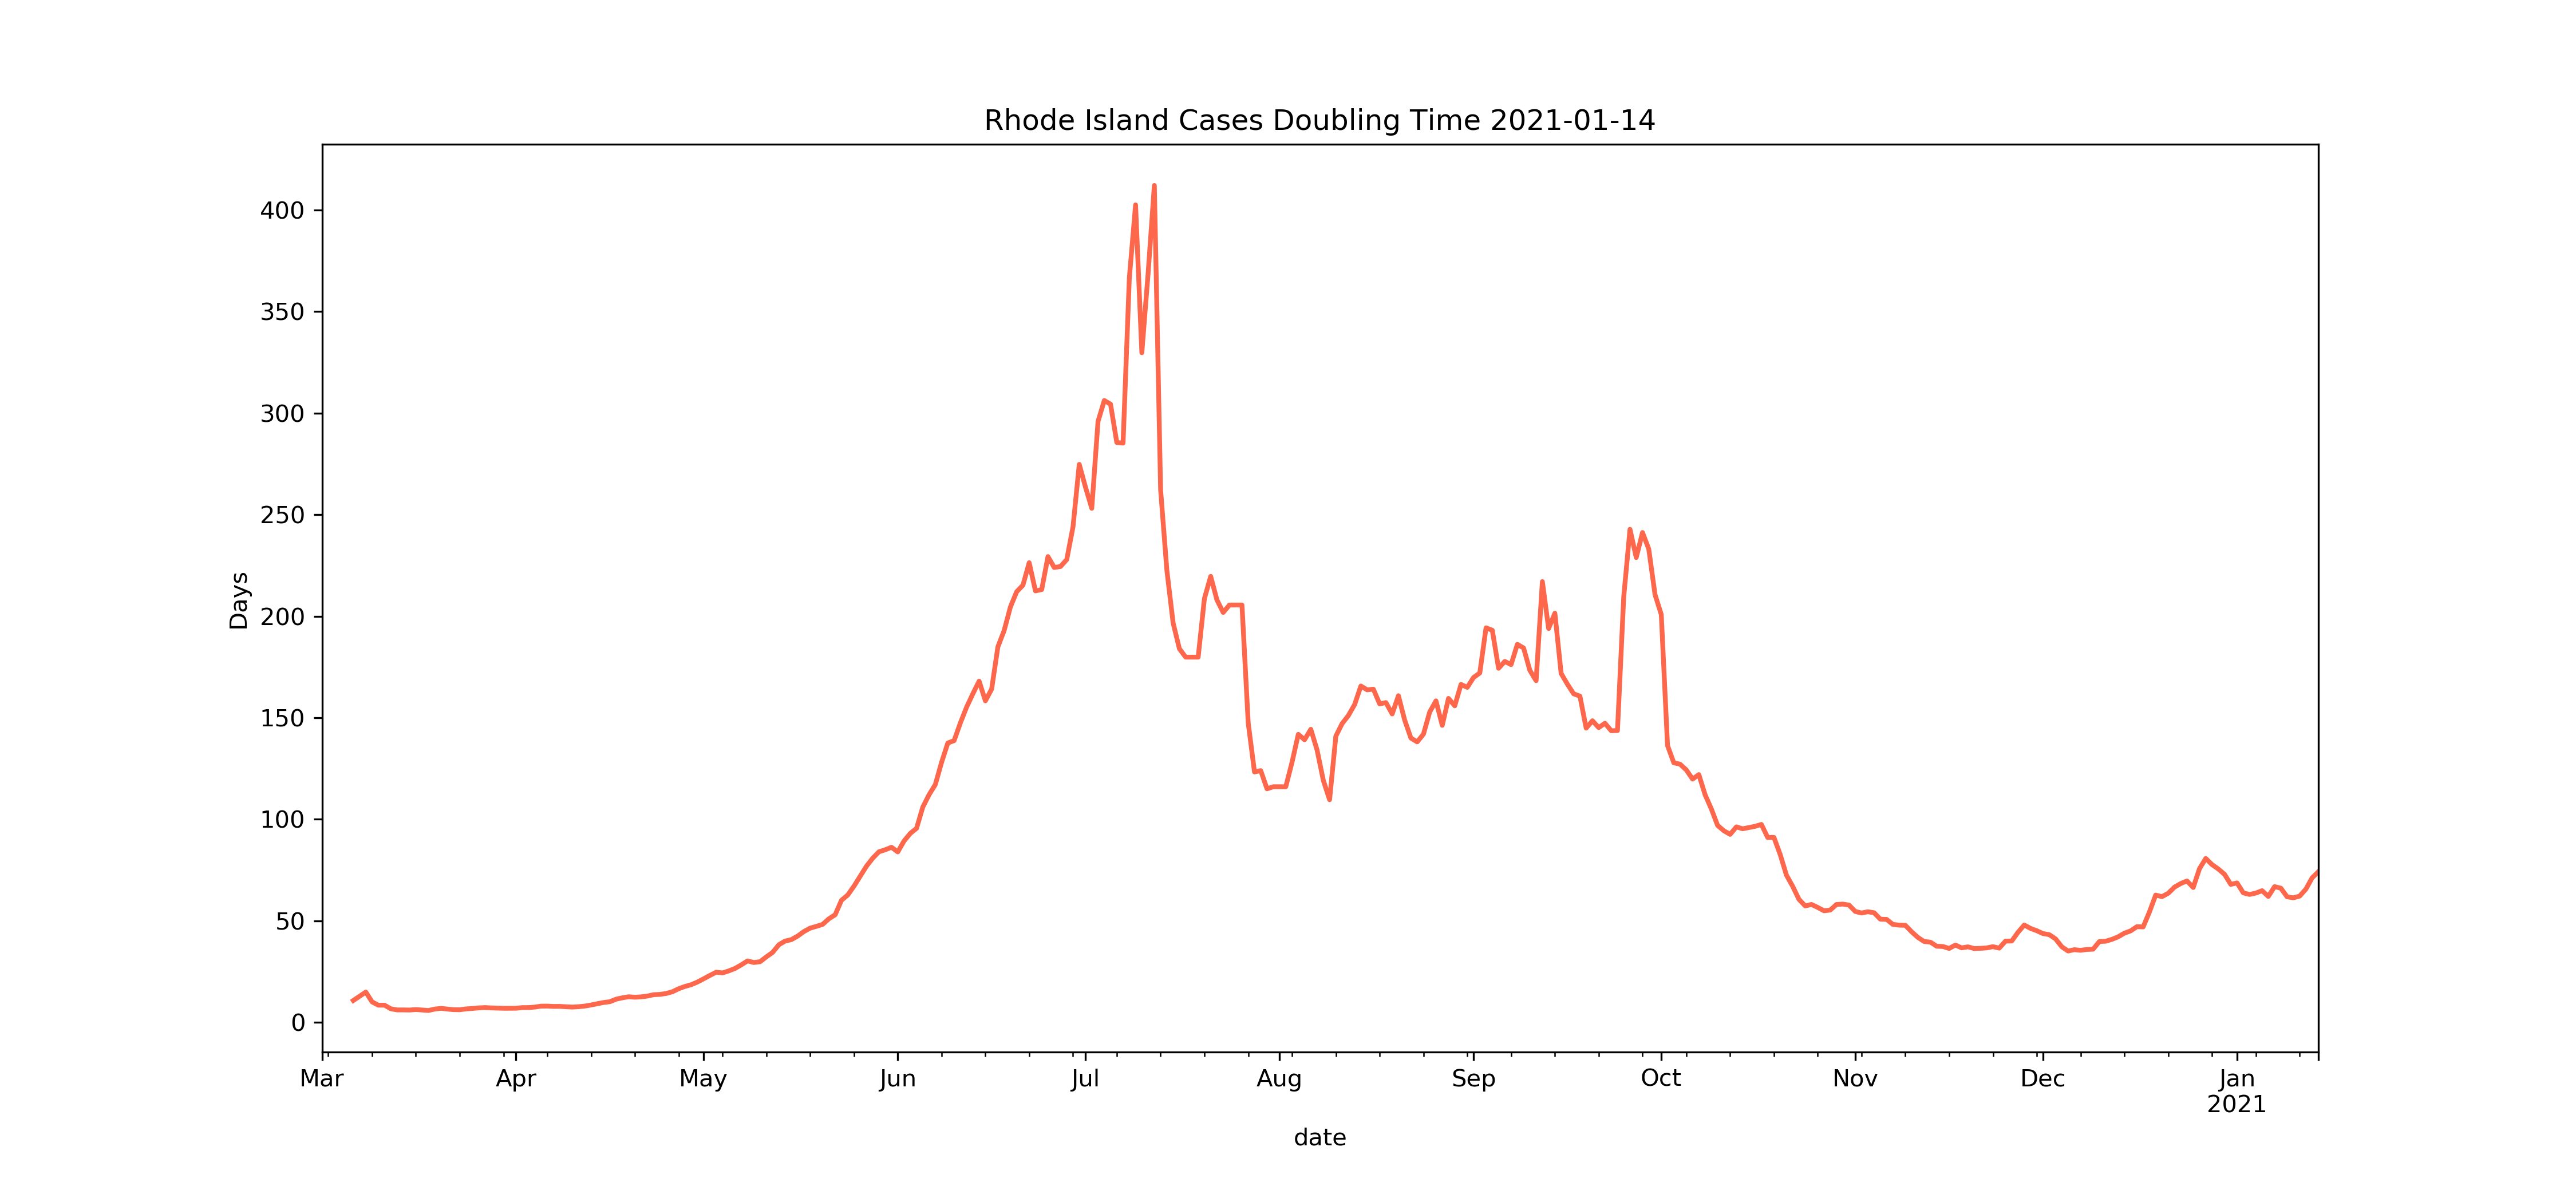 Rhode Island Cases Doubling Time 2021-01-14
400
350
300
250
200
150
100
50
0
Days
Mar Apr May Jun Jul Aug Sep Oct Nov Dec Jan
2021
date